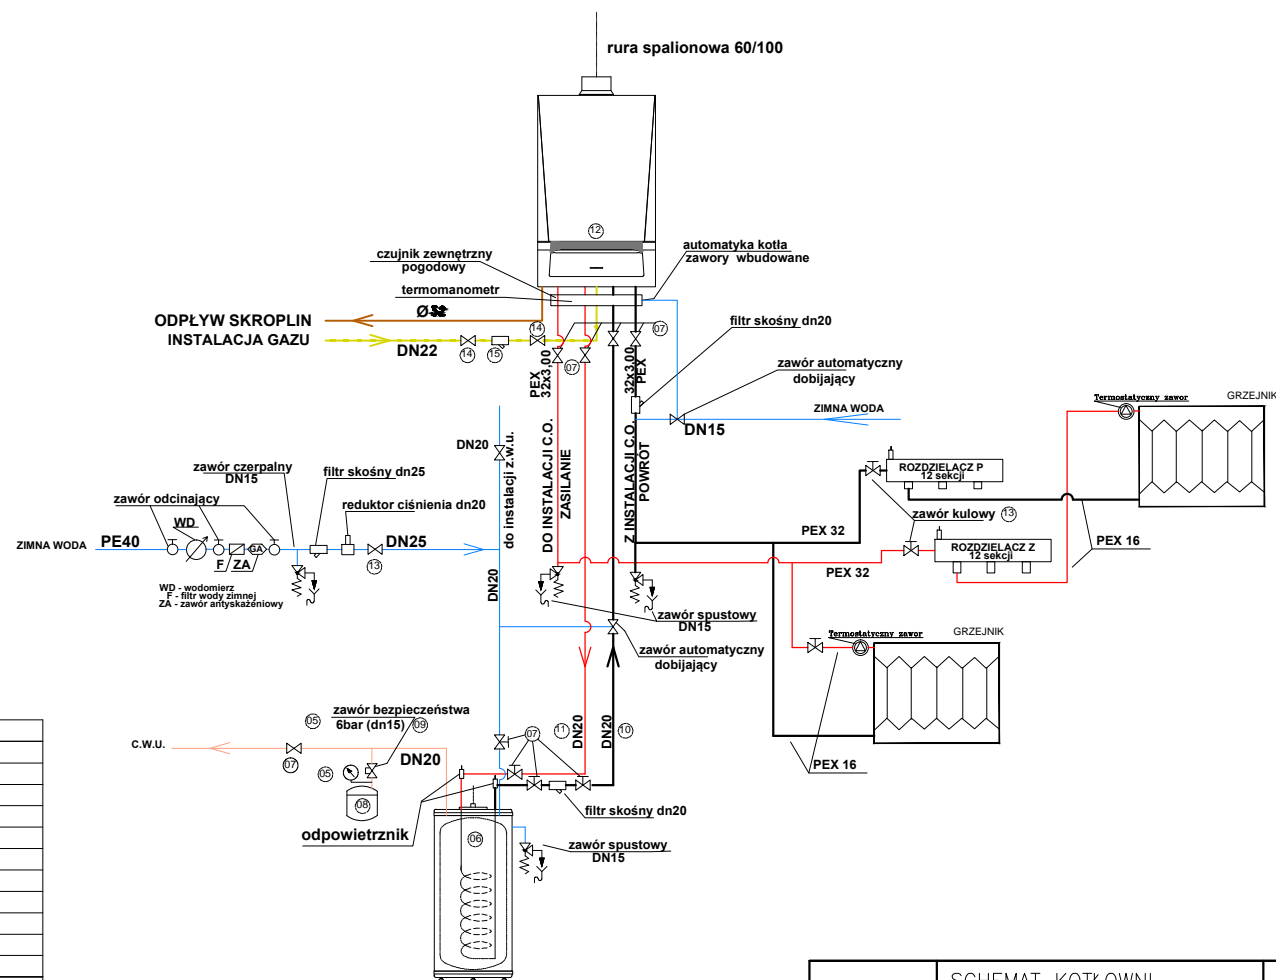 rura spalionowa 60/100
12
czujnik zewnętrzny
pogodowy
automatyka kotła
zawory wbudowane
termomanometr
ODPŁYW SKROPLIN
INSTALACJA GAZU
DN22
14
15
14
07
07
PEX
32x3,00
32x3,00
PEX
filtr skośny dn20
zawór automatyczny
dobijający
ZIMNA WODA
DN15
Termostatyczny zawor
GRZEJNIK
DN20
do instalacji z.w.u.
DO INSTALACJI C.O.
ZASILANIE
Z INSTALACJI C.O.
POWRÓT
zawór czerpalny
DN15
filtr skośny dn25
zawór odcinający
reduktor ciśnienia dn20
WD
ZIMNA WODA
PE40
GA
F
ZA
DN25
13
WD - wodomierz
F - filtr wody zimnej
ZA - zawór antyskażeniowy
ROZDZIELACZ P
12 sekcji
zawór kulowy
13
PEX 32
ROZDZIELACZ Z
12 sekcji
PEX 32
PEX 16
DN20
zawór spustowy
DN15
zawór automatyczny
dobijający
Termostatyczny zawor
GRZEJNIK
PEX 16
zawór bezpieczeństwa
6bar (dn15)
05
09
C.W.U.
07
05
08
DN20
07
11
DN20
DN20
10
filtr skośny dn20
odpowietrznik
06
zawór spustowy
DN15
SCHEMAT KOTŁOWNI